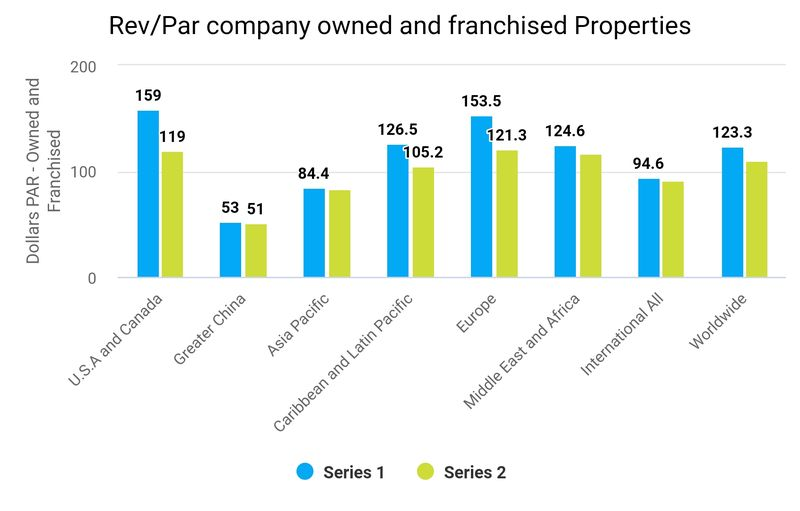 Rev/Par company owned and franchised Properties
Dollars PAR - Owned and
Franchised
200
100
0
159
119
53
51
84.4
126.5
105.2
153.5
121.3
124.6
94.6
123.3
U.S.A and Canada
Greater China
Asia Pacific
Caribbean and Latin Pacific
Europe
Middle East and Africa
International All
Worldwide
Series 1
Series 2